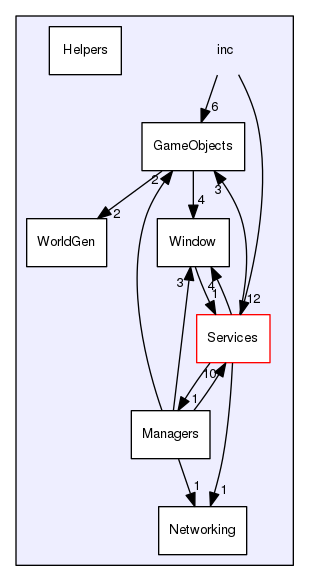 Helpers inc
6
GameObjects
2 3
2 4
WorldGen Window
3 4
1 12
Services
10
1
Managers
1 1
Networking